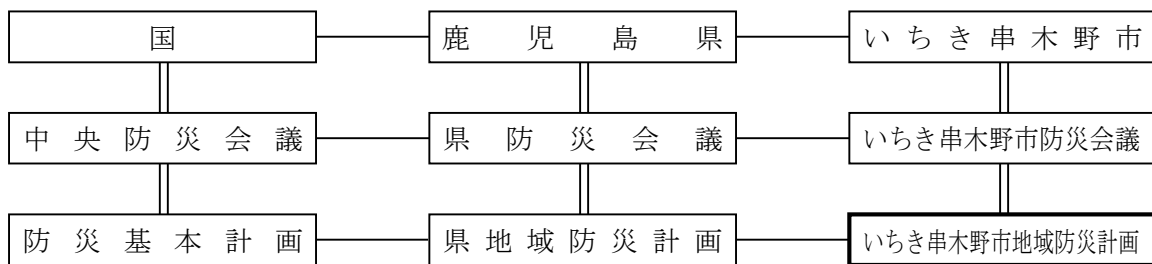 国 鹿児島県 いちき串木野市
中央防災会議 県防災会議 いちき串木野市防災会議
防災基本計画 県地域防災計画 いちき串木野市地域防災計画